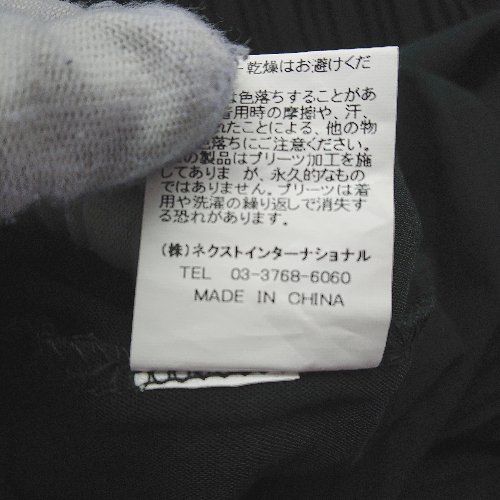 乾燥はお避けくだ
は色落ちすることがあ
着用時の摩擦や、汗、
れたことによる、他の物
色落ちにご注意ください。
の製品はプリーツ加工を施
してありま が、永久的なもの
ではありません。プリーツは着
用や洗濯の繰り返しで消失す
る恐れがあります。
(株)ネクストインターナショナル
TEL 03-3768-6060
MADE IN CHINA